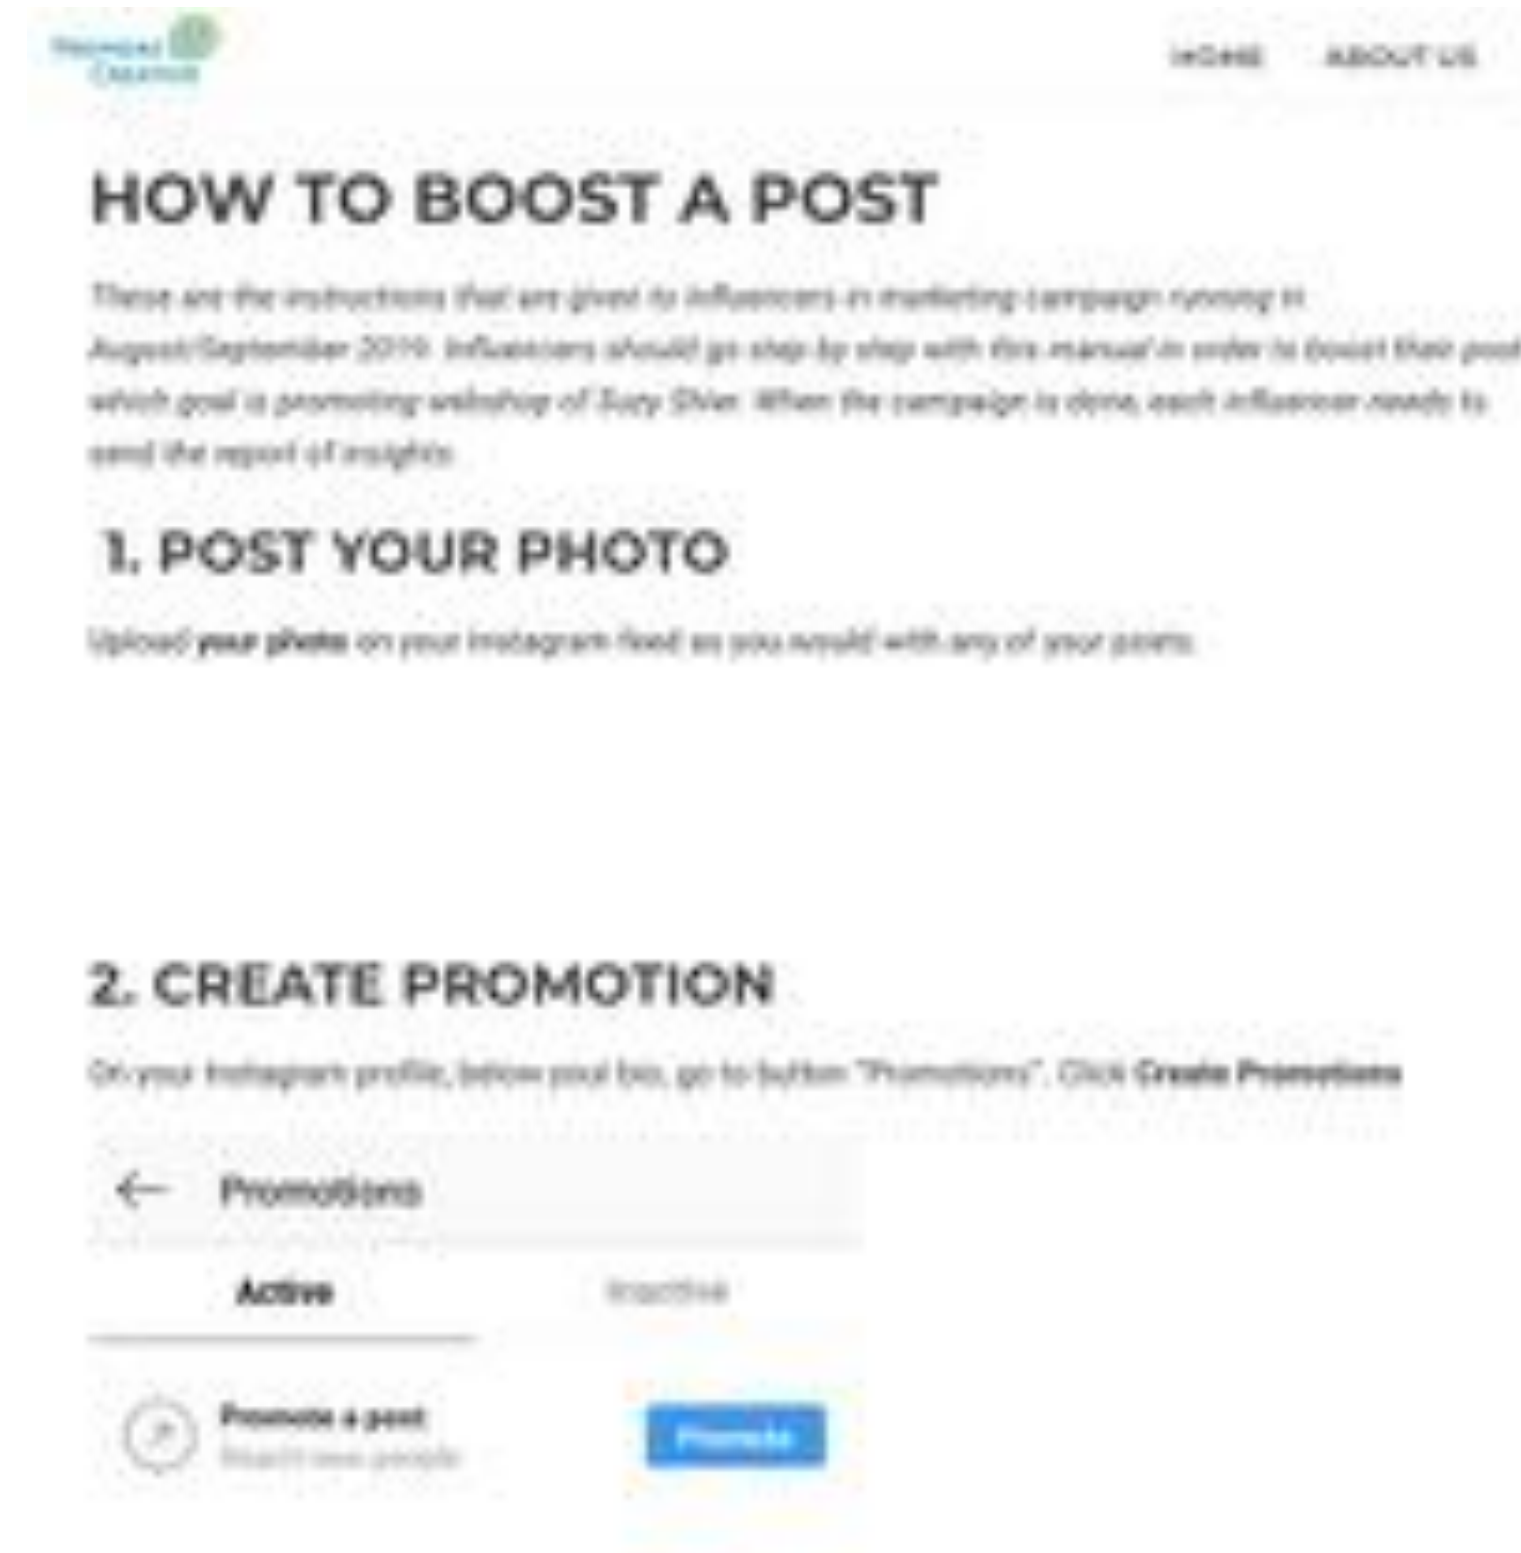 HOME ABOUT US
HOW TO BOOST A POST
These are the instructions that are given to influencers in marketing campaign running in
August/September 2019. Influencers should go step by step with this manual in order to boost their post
which goal is promoting webshop of Suzy Shier. When the campaign is done, each influencer needs to
send the report of insights.
1. POST YOUR PHOTO
Upload your photo on your Instagram feed as you would with any of your posts.
2. CREATE PROMOTION
On your Instagram profile, below your bio, go to button "Promotions". Click Create Promotions
Promotions
Active Inactive
Promote a post Promote
Reach new people